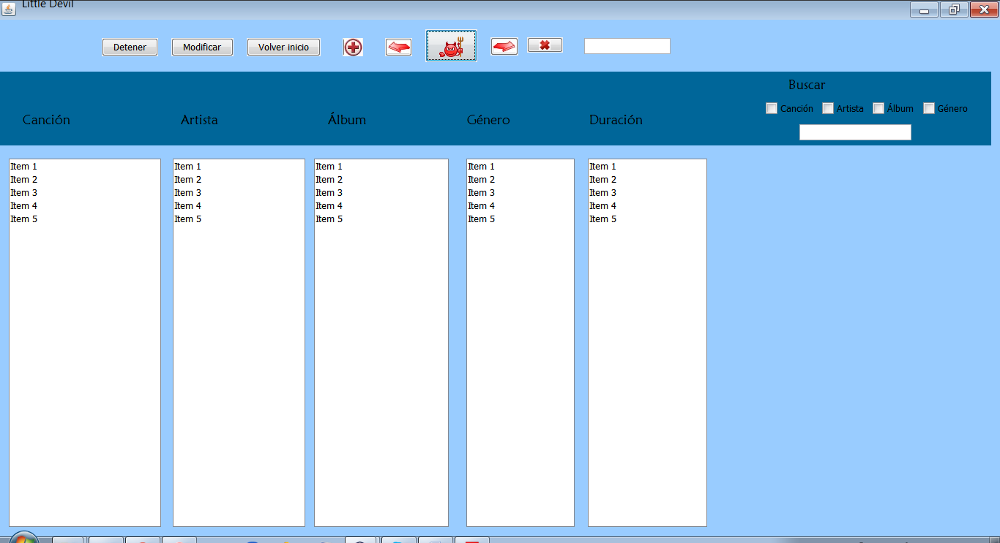 Little Devil
Detener Modificar Volver inicio
Buscar
Canción Artista Álbum Género
Canción Artista Álbum Género Duración
Item 1 Item 1 Item 1 Item 1 Item 1
Item 2 Item 2 Item 2 Item 2 Item 2
Item 3 Item 3 Item 3 Item 3 Item 3
Item 4 Item 4 Item 4 Item 4 Item 4
Item 5 Item 5 Item 5 Item 5 Item 5